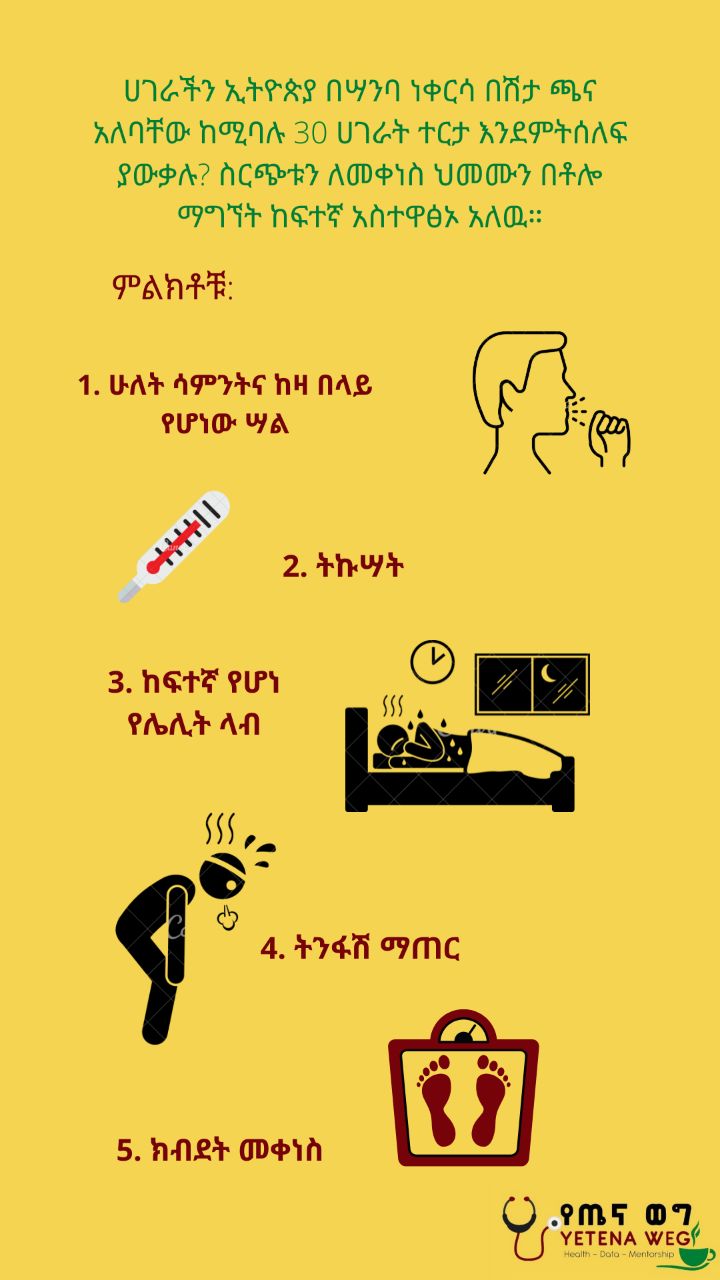 ሀገራችን ኢትዮጵያ በሣንባ ነቀርሳ በሽታ ጫና
አለባቸው ከሚባሉ 30 ሀገራት ተርታ እንደምትሰለፍ
ያውቃሉ? ስርጭቱን ለመቀነስ ህመሙን በቶሎ
ማግኘት ከፍተኛ አስተዋፅኦ አለዉ።
ምልክቶቹ:
1. ሁለት ሳምንትና ከዛ በላይ
የሆነው ሣል
2. ትኩሣት
3. ከፍተኛ የሆነ
የሌሊት ላብ
4. ትንፋሽ ማጠር
5. ክብደት መቀነስ
የጤና ወግ
YETENA WEG
Health - Data - Mentorship